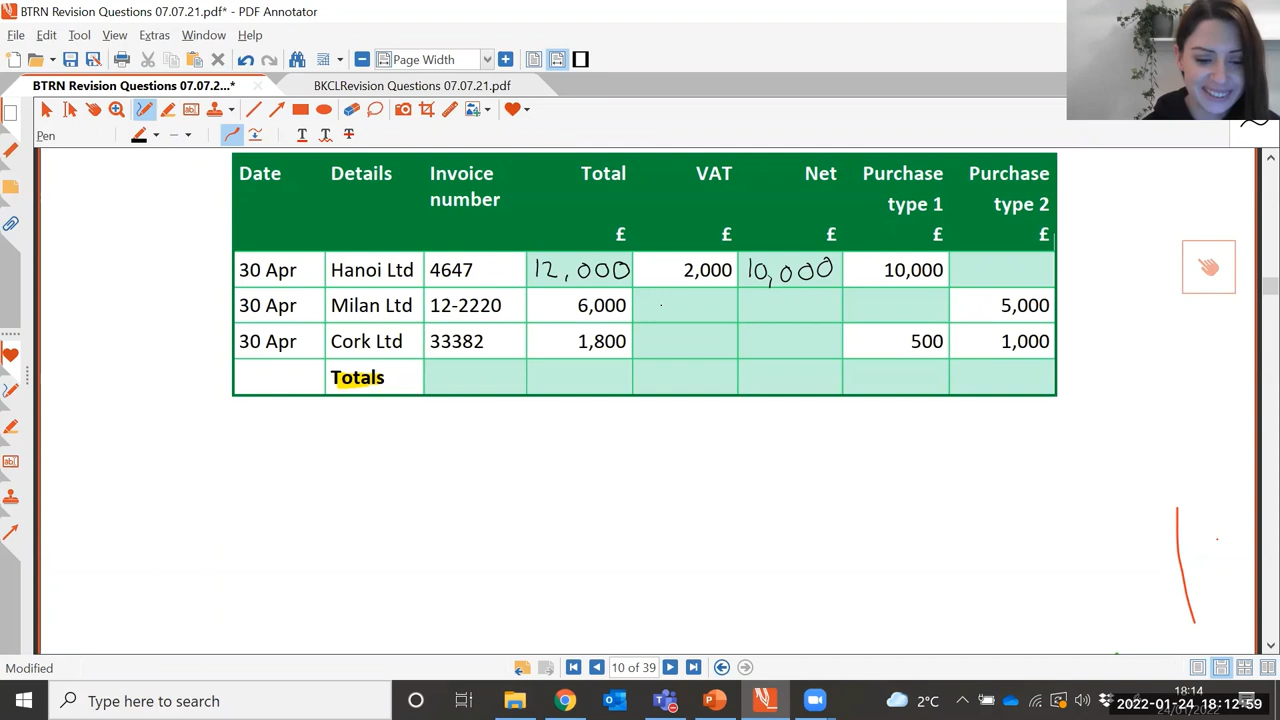 BTRN Revision Questions 07.07.21.pdf* - PDF Annotator
File Edit Tool View Extras Window Help
Page Width
BTRN Revision Questions 07.07.2...* BKCLRevision Questions 07.07.21.pdf
Pen
Date Details Invoice number Total £ VAT £ Net £ Purchase type 1 £ Purchase type 2 £
30 Apr Hanoi Ltd 4647 12,000 2,000 10,000 10,000
30 Apr Milan Ltd 12-2220 6,000 5,000
30 Apr Cork Ltd 33382 1,800 500 1,000
Totals
Modified 10 of 39
Type here to search 2°C 18:14
2022-01-24 18:12:59